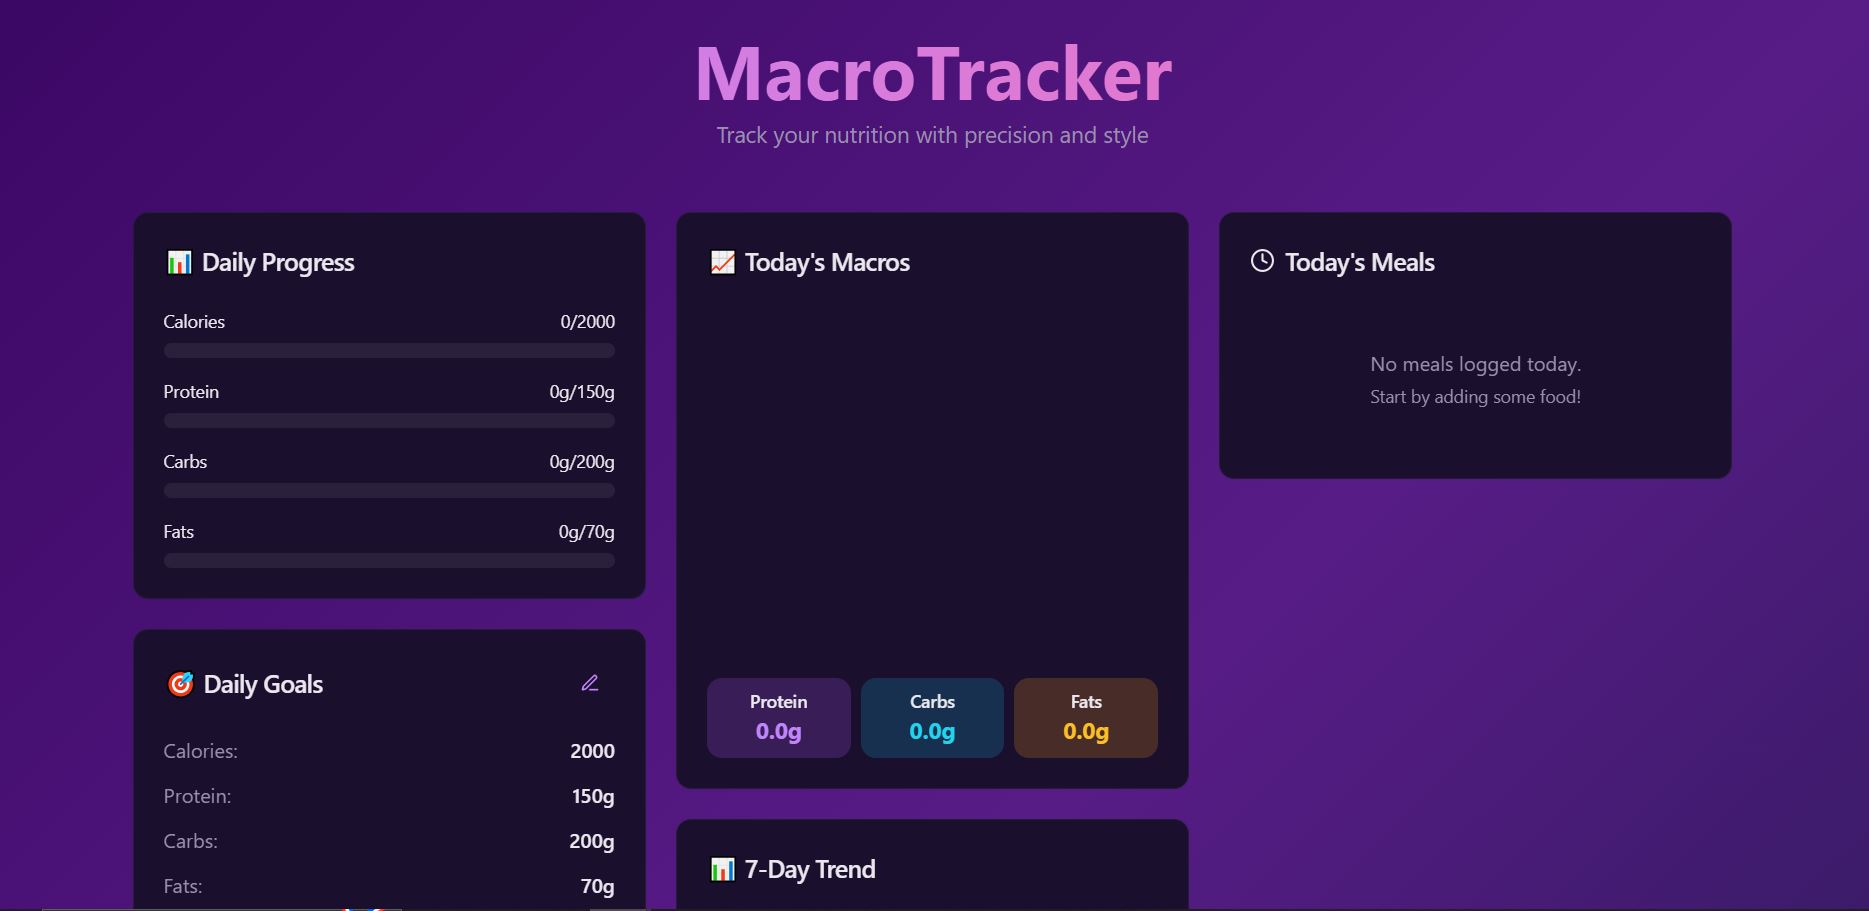 MacroTracker
Track your nutrition with precision and style
Daily Progress
Calories 0/2000
Protein 0g/150g
Carbs 0g/200g
Fats 0g/70g
Daily Goals
Calories: 2000
Protein: 150g
Carbs: 200g
Fats: 70g
Today's Macros
Protein
0.0g
Carbs
0.0g
Fats
0.0g
7-Day Trend
Today's Meals
No meals logged today.
Start by adding some food!